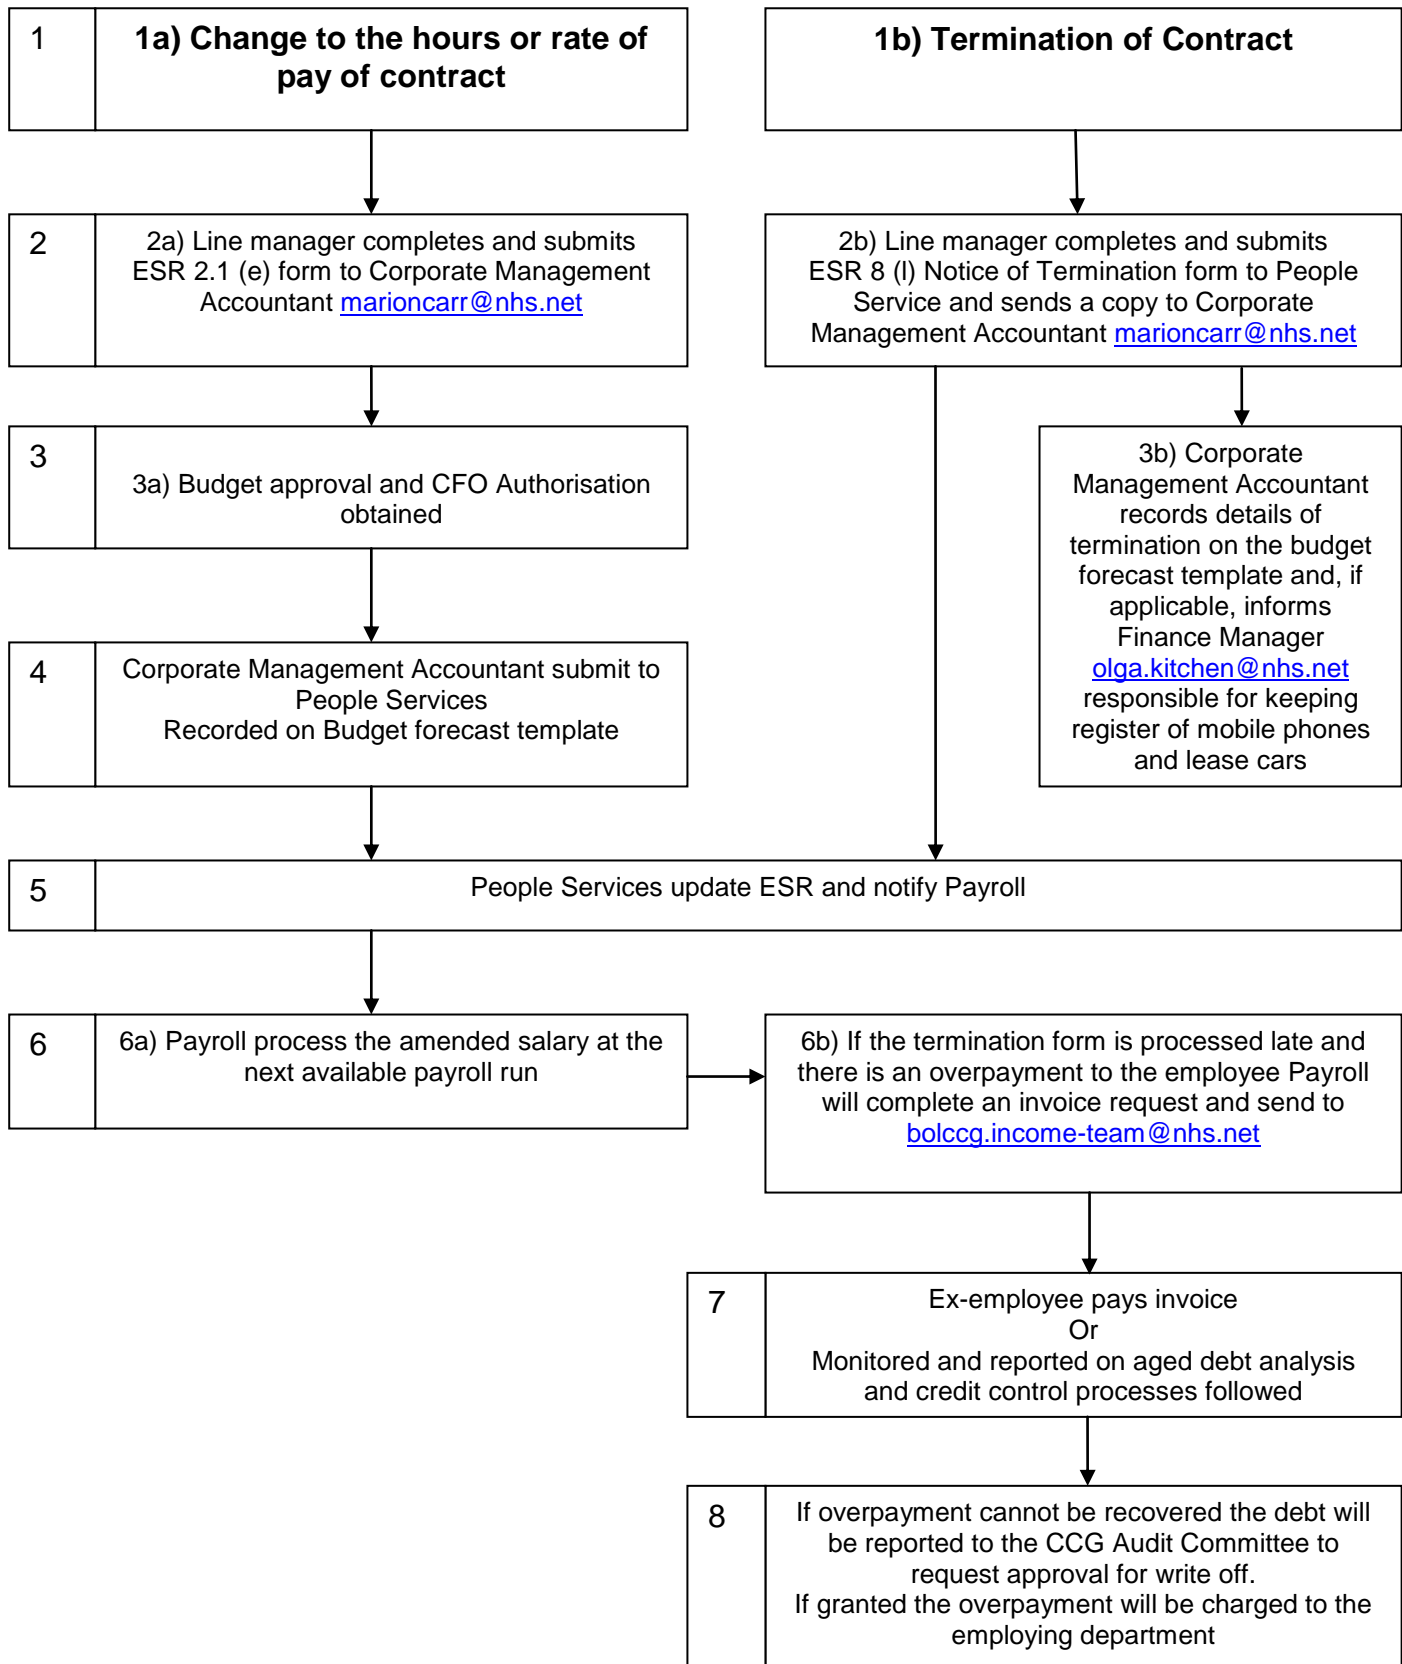 1
1a) Change to the hours or rate of
pay of contract
1b) Termination of Contract
2
2a) Line manager completes and submits
ESR 2.1 (e) form to Corporate Management
Accountant marioncarr@nhs.net
2b) Line manager completes and submits
ESR 8 (l) Notice of Termination form to People
Service and sends a copy to Corporate
Management Accountant marioncarr@nhs.net
3
3a) Budget approval and CFO Authorisation
obtained
3b) Corporate
Management Accountant
records details of
termination on the budget
forecast template and, if
applicable, informs
Finance Manager
olga.kitchen@nhs.net
responsible for keeping
register of mobile phones
and lease cars
4
Corporate Management Accountant submit to
People Services
Recorded on Budget forecast template
5
People Services update ESR and notify Payroll
6
6a) Payroll process the amended salary at the
next available payroll run
6b) If the termination form is processed late and
there is an overpayment to the employee Payroll
will complete an invoice request and send to
bolccg.income-team@nhs.net
7
Ex-employee pays invoice
Or
Monitored and reported on aged debt analysis
and credit control processes followed
8
If overpayment cannot be recovered the debt will
be reported to the CCG Audit Committee to
request approval for write off.
If granted the overpayment will be charged to the
employing department